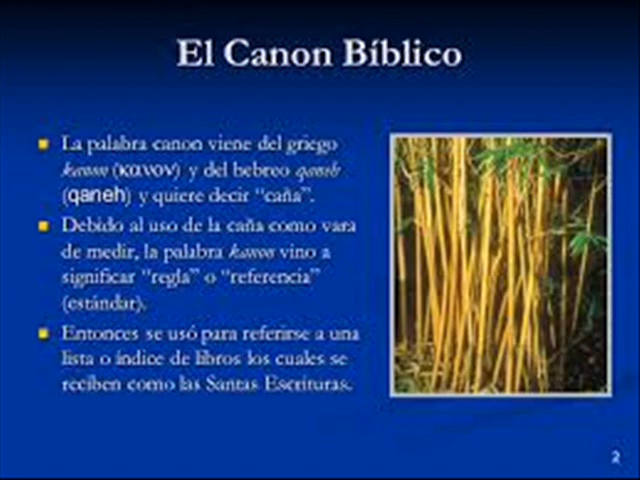 El Canon Bíblico
La palabra canon viene del griego
kanon (κανον) y del hebreo qaneh
(qaneh) y quiere decir “caña”.
Debido al uso de la caña como vara
de medir, la palabra kanon vino a
significar “regla” o “referencia”
(estándar).
Entonces se usó para referirse a una
lista o índice de libros los cuales se
reciben como las Santas Escrituras.
2